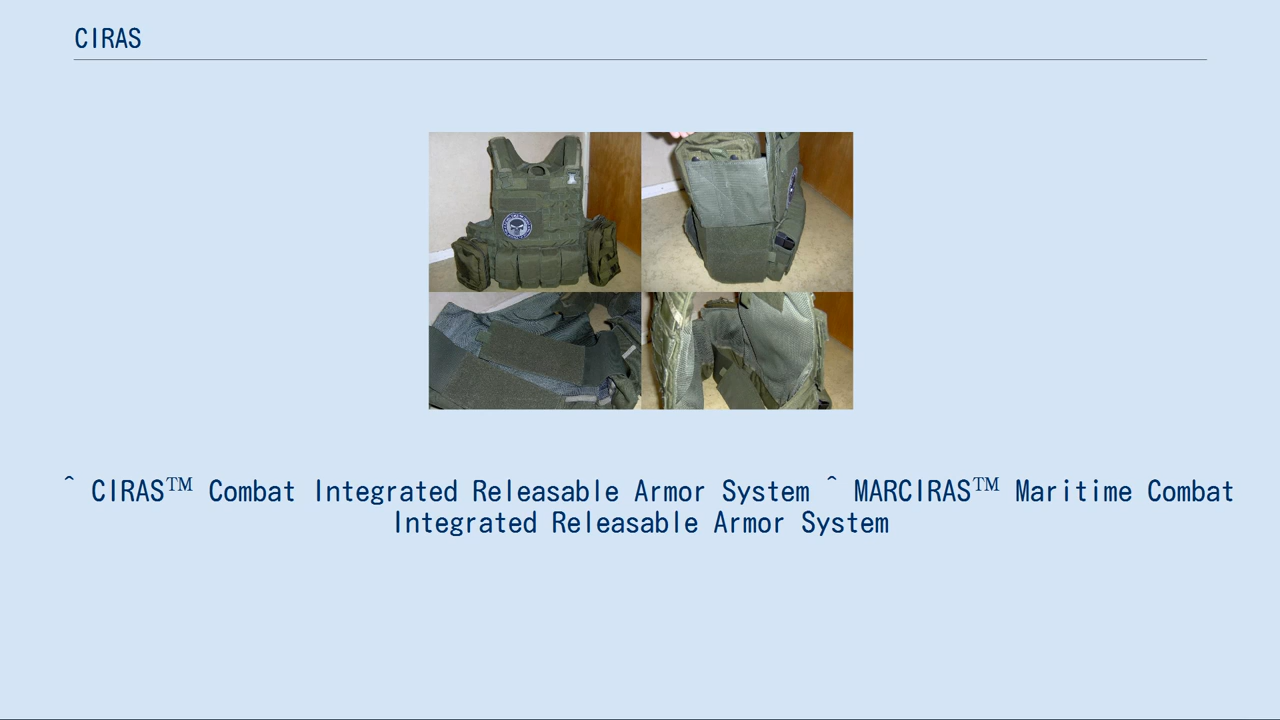 CIRAS
^ CIRAS™ Combat Integrated Releasable Armor System ^ MARCIRAS™ Maritime Combat
Integrated Releasable Armor System